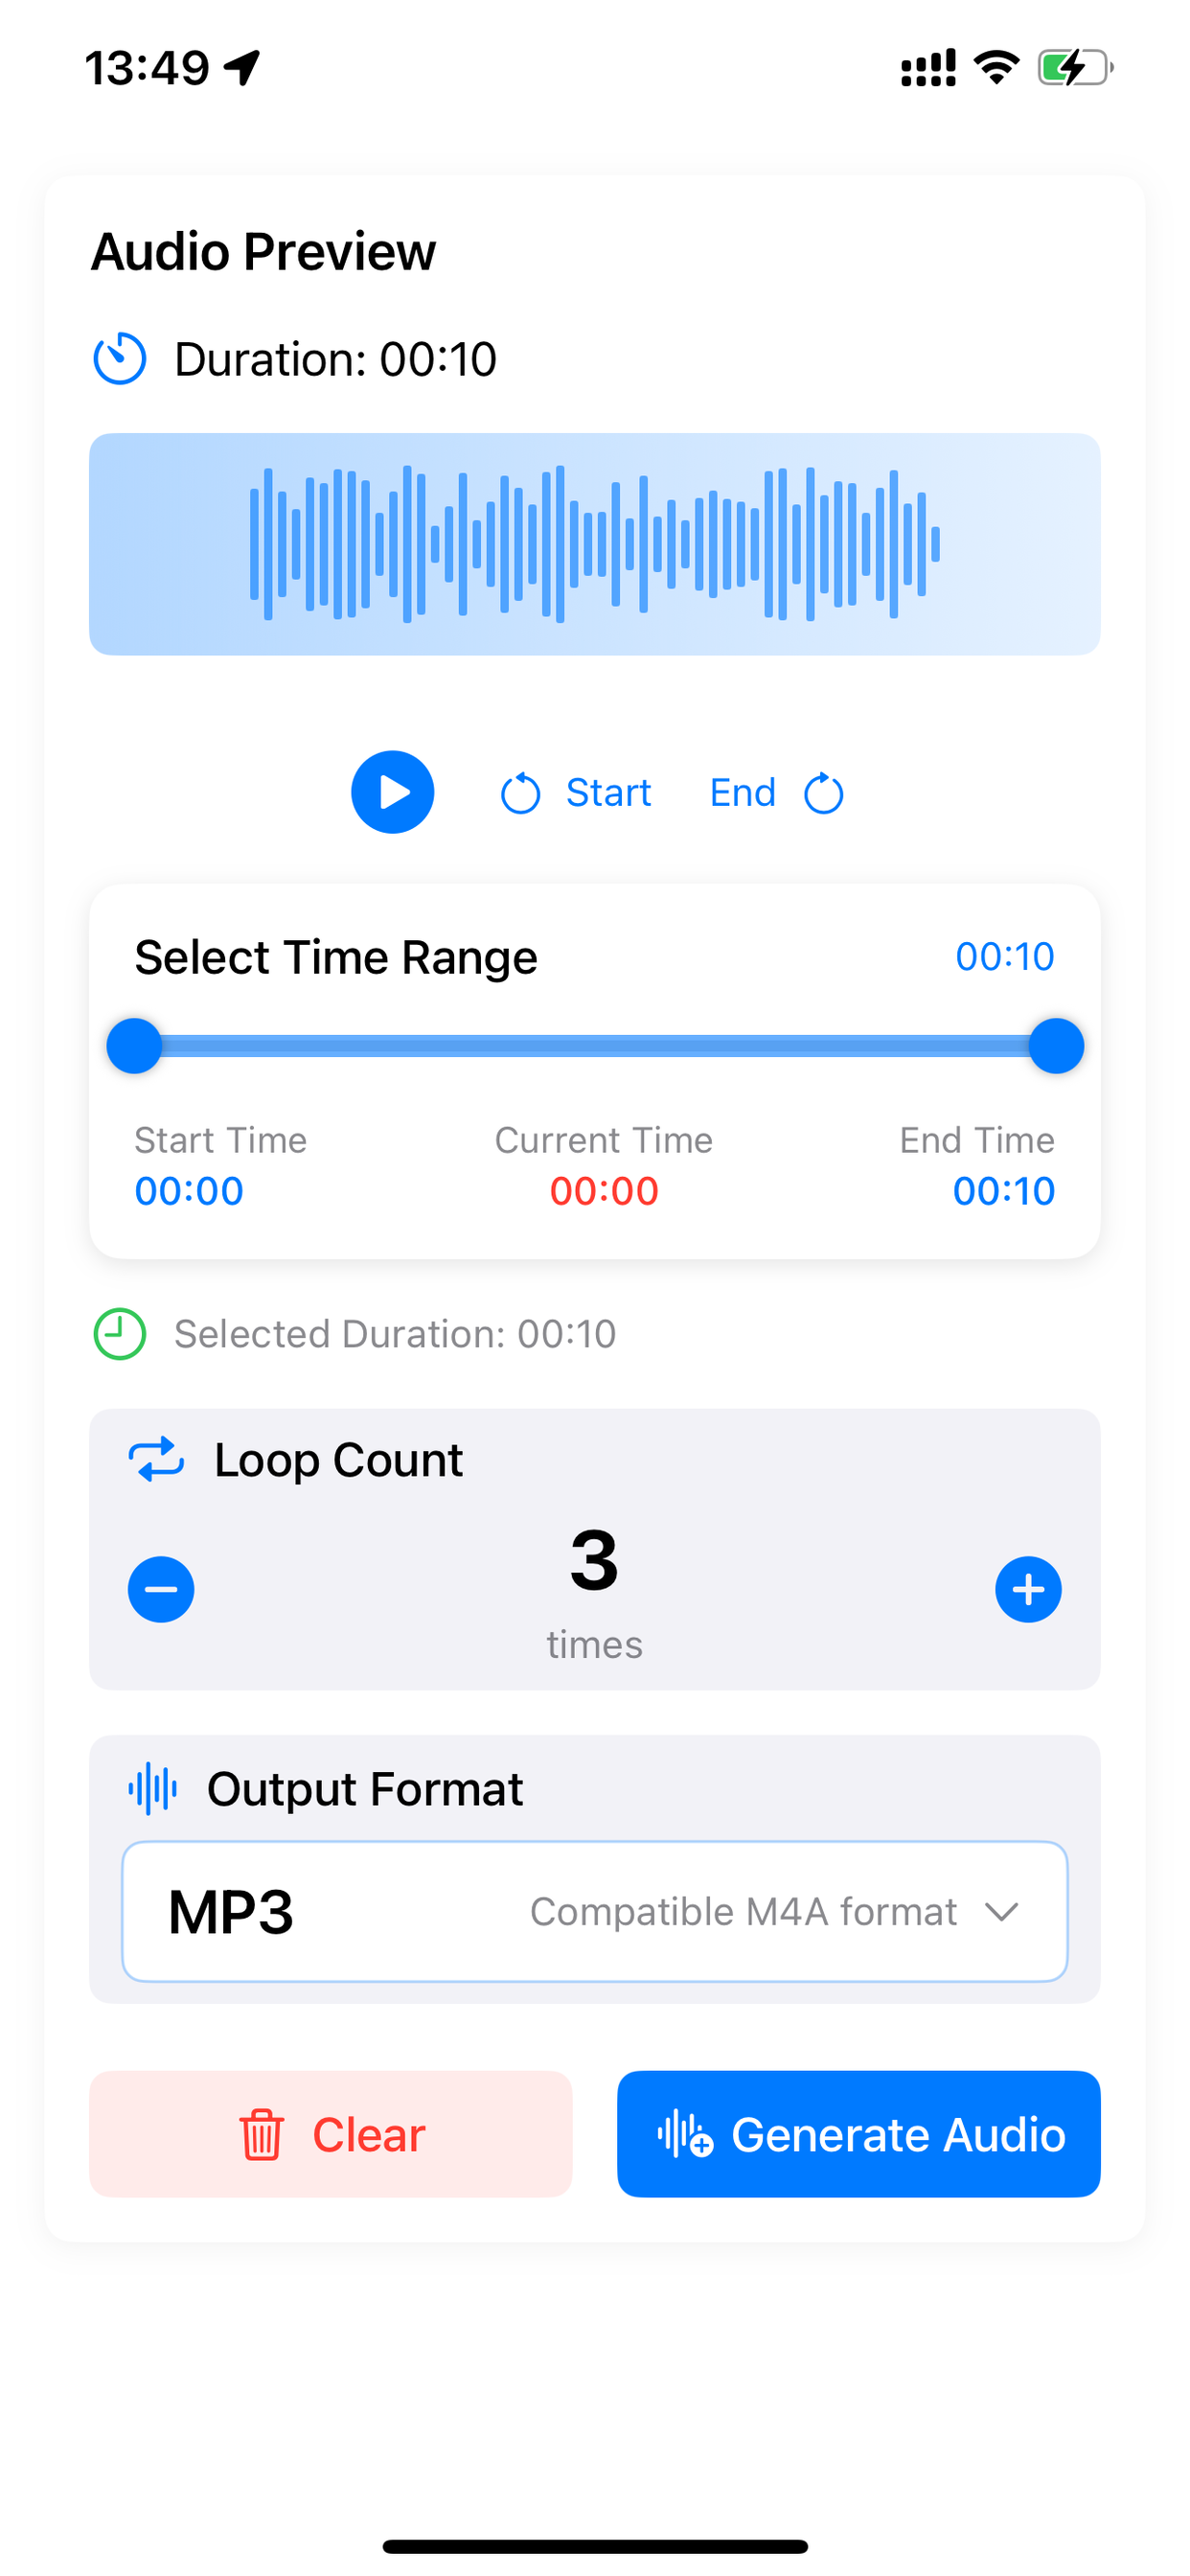 13:49
Audio Preview
Duration: 00:10
Start End
Select Time Range 00:10
Start Time Current Time End Time
00:00 00:00 00:10
Selected Duration: 00:10
Loop Count
3
times
Output Format
MP3 Compatible M4A format
Clear Generate Audio